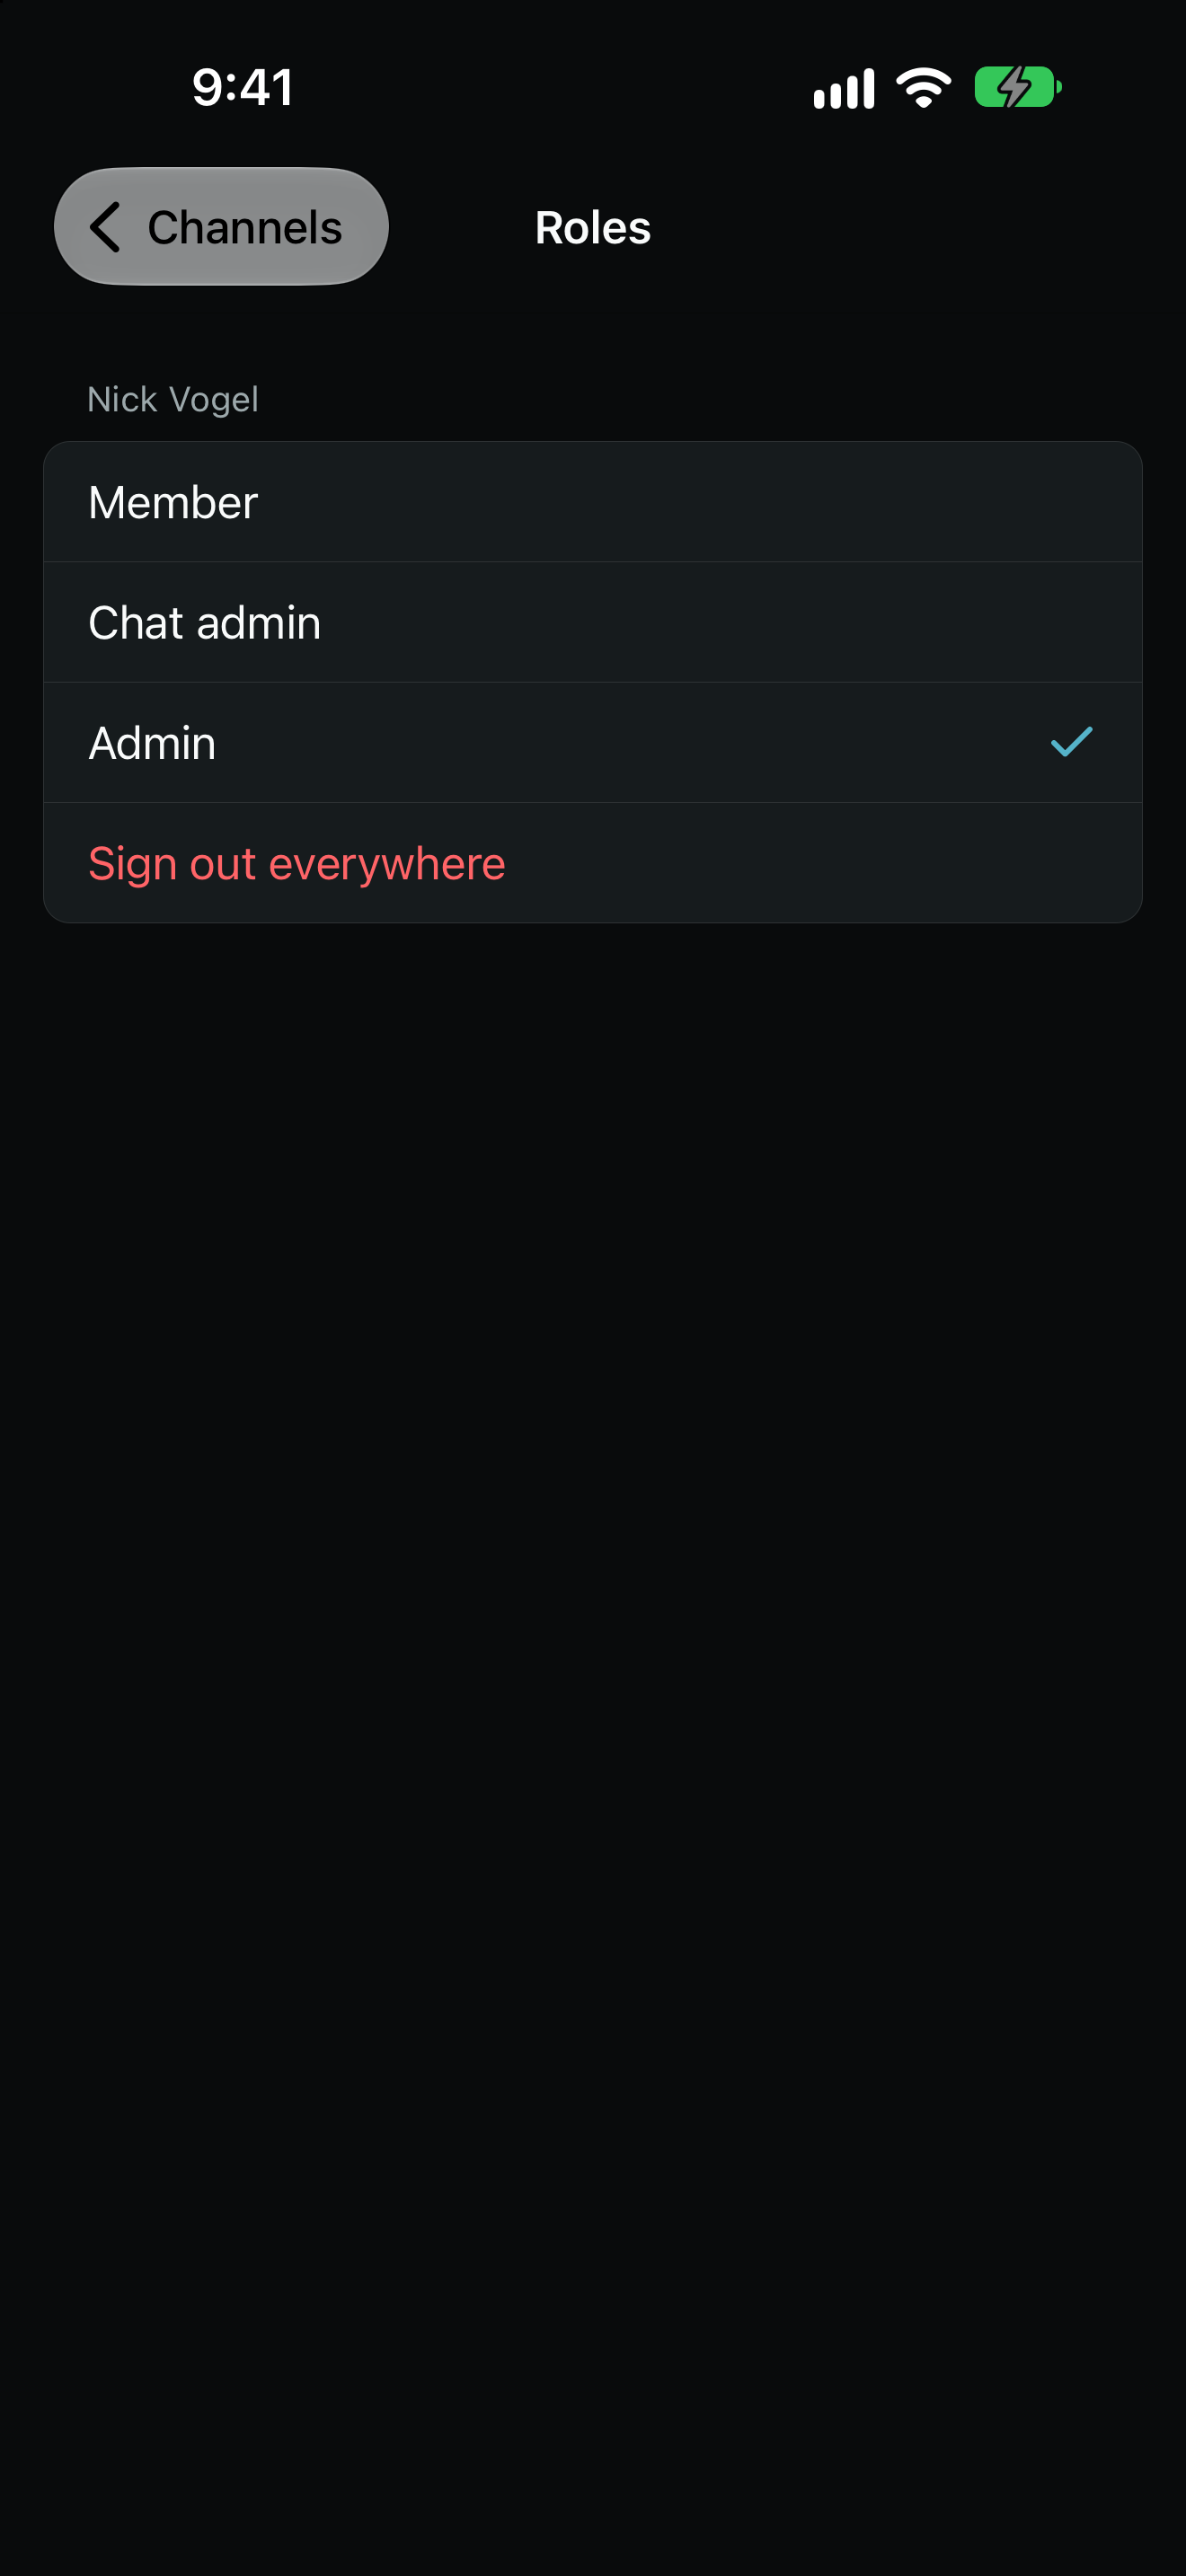 9:41
Channels
Roles
Nick Vogel
Member
Chat admin
Admin
Sign out everywhere